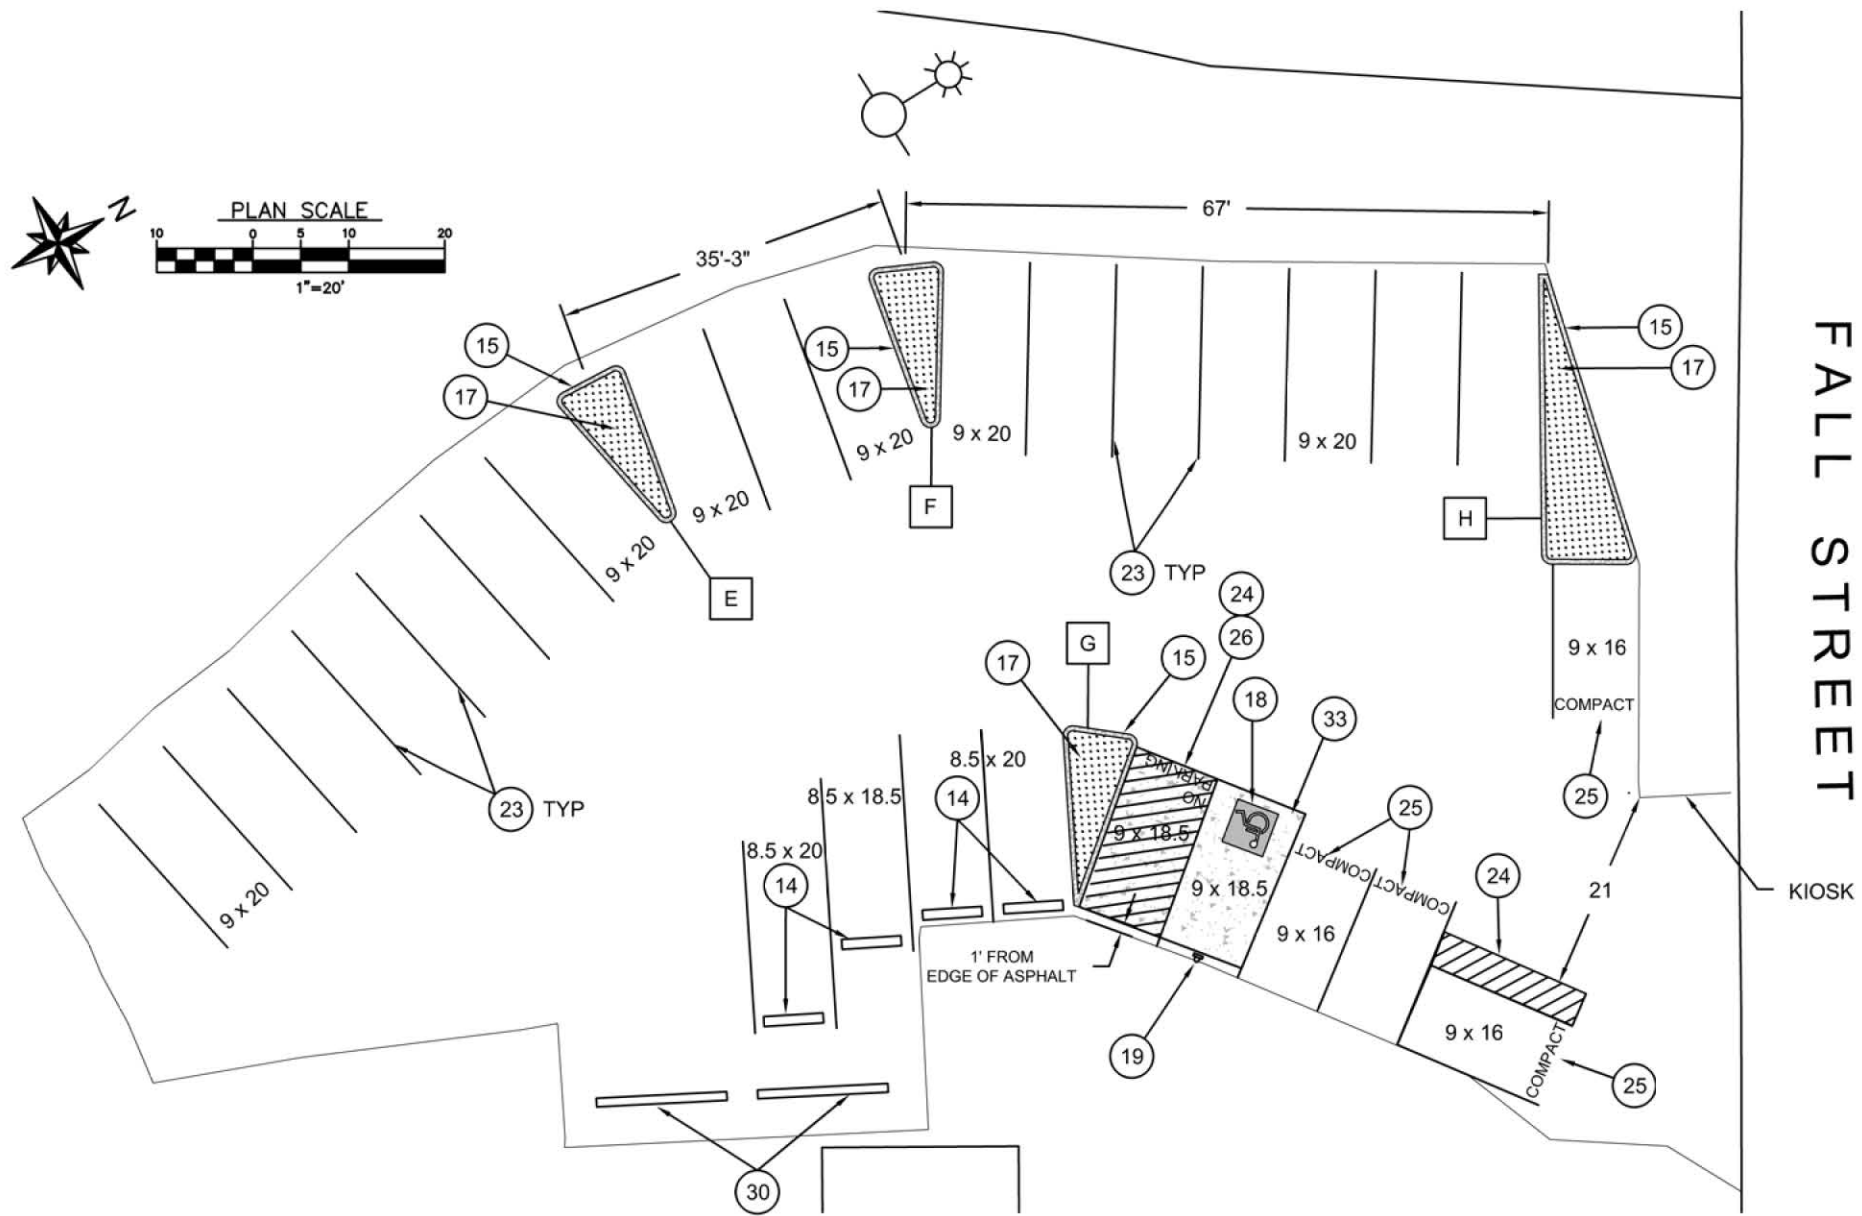 N
PLAN SCALE
10 0 5 10 20
1"=20'
35'-3"
67'
15
17
15
17
15
17
9 x 20
9 x 20
9 x 20
9 x 20
9 x 20
9 x 20
E
F
H
G
23 TYP
23 TYP
24
26
17
15
18
33
25
24
9 x 16
COMPACT
25
21
KIOSK
FALL STREET
8.5 x 20
8.5 x 18.5
8.5 x 20
14
14
NO
PARKING
9 x 18.5
9 x 18.5
COMPACT
COMPACT
COMPACT
9 x 16
9 x 16
COMPACT
25
1' FROM
EDGE OF ASPHALT
19
30